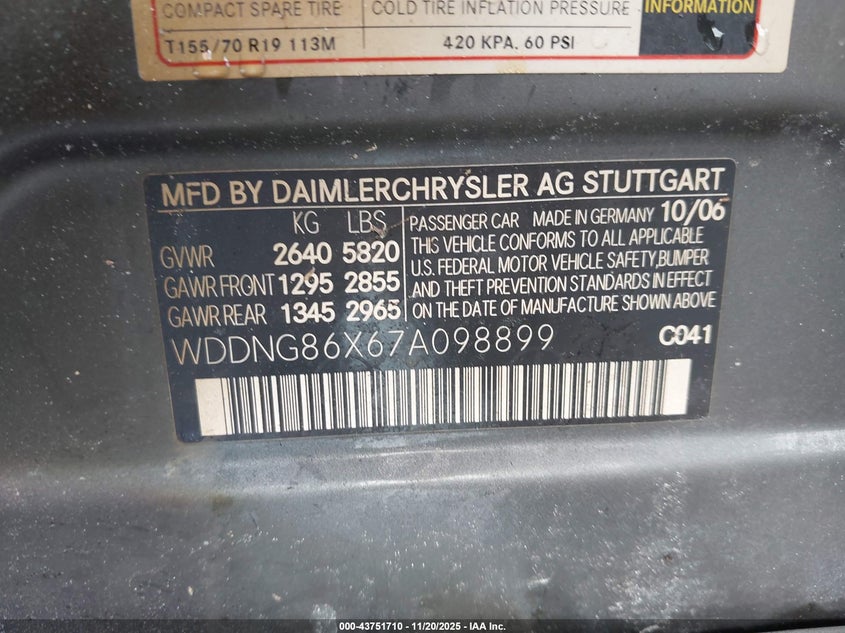 COMPACT SPARE TIRE COLD TIRE INFLATION PRESSURE INFORMATION
T155/70 R19 113M 420 KPA. 60 PSI
MFD BY DAIMLERCHRYSLER AG STUTTGART
KG LBS
GVWR 2640 5820
GAWR FRONT 1295 2855
GAWR REAR 1345 2965
PASSENGER CAR MADE IN GERMANY 10/06
THIS VEHICLE CONFORMS TO ALL APPLICABLE
U.S. FEDERAL MOTOR VEHICLE SAFETY, BUMPER
AND THEFT PREVENTION STANDARDS IN EFFECT
ON THE DATE OF MANUFACTURE SHOWN ABOVE
WDDNG86X67A098899 C041
000-43751710 - 11/20/2025 - IAA Inc.